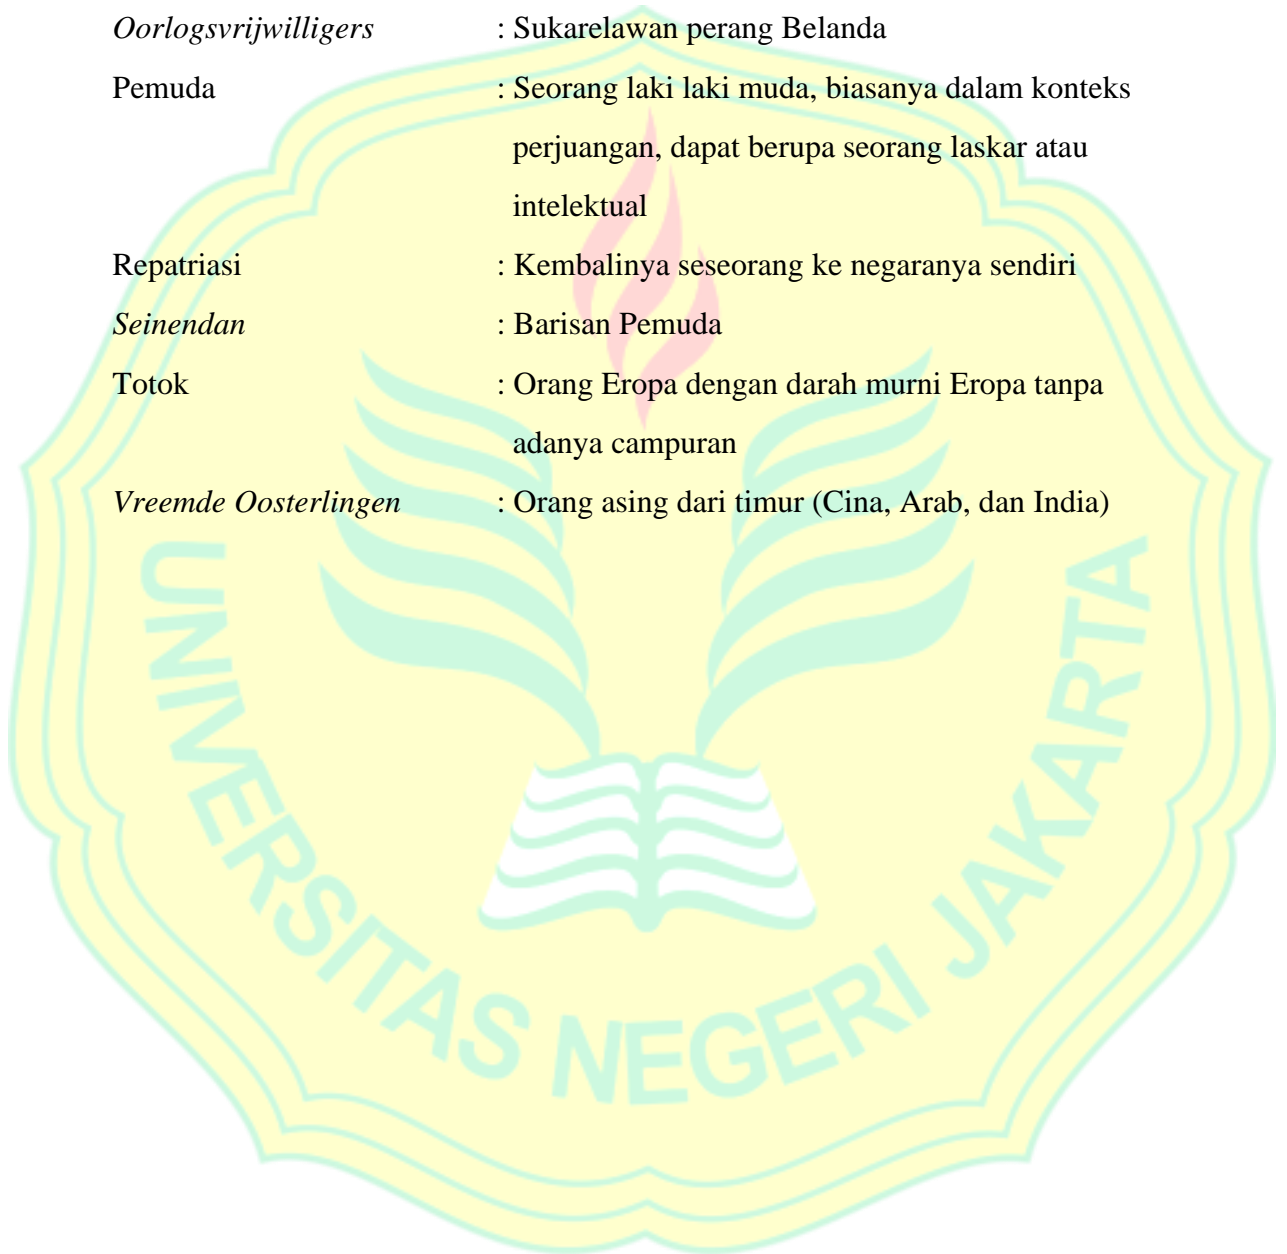 Oorlogsvrijwilligers : Sukarelawan perang Belanda
Pemuda : Seorang laki laki muda, biasanya dalam konteks
perjuangan, dapat berupa seorang laskar atau
intelektual
Repatriasi : Kembalinya seseorang ke negaranya sendiri
Seinendan : Barisan Pemuda
Totok : Orang Eropa dengan darah murni Eropa tanpa
adanya campuran
Vreemde Oosterlingen : Orang asing dari timur (Cina, Arab, dan India)
UNIVERSITAS NEGERI JAKARTA